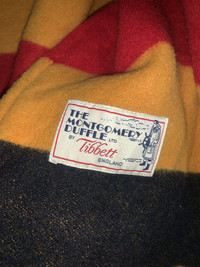 THE
MONTGOMERY
DUFFLE LTD
BY Tibbett
ENGLAND